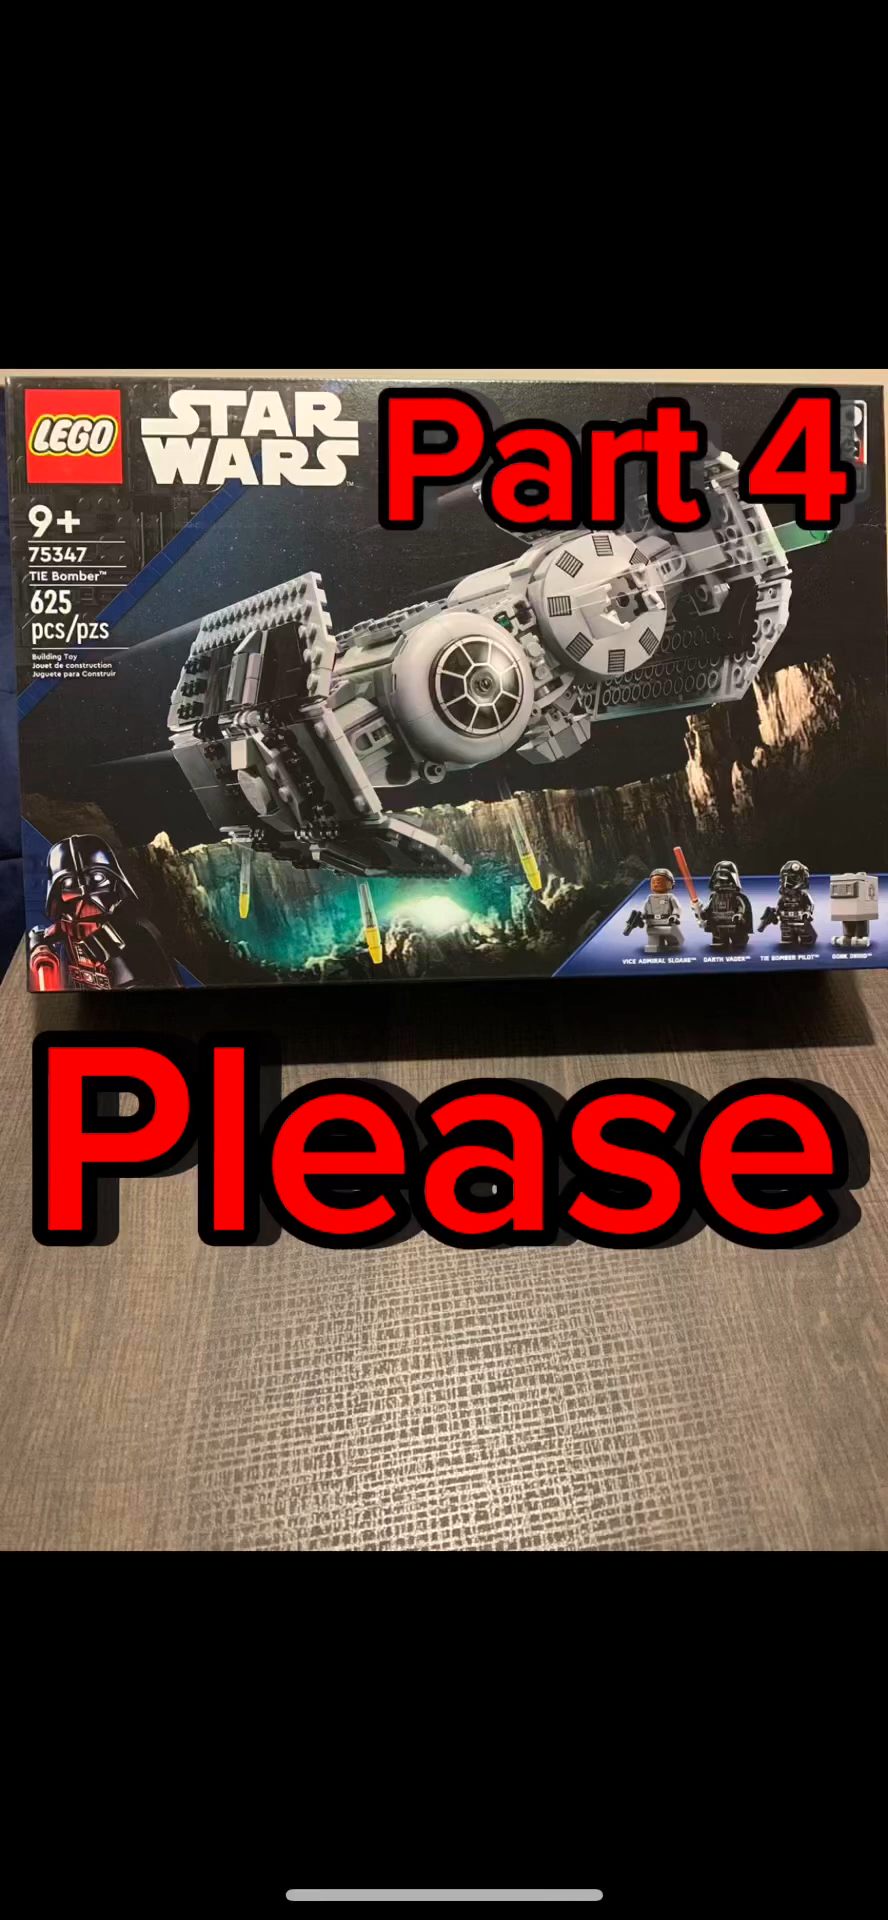 LEGO
STAR
WARS™
Part 4
9+
75347
TIE Bomber™
625
pcs/pzs
Building Toy
Jouet de construction
Juguete para Construir
VICE ADMIRAL SLOANE™ DARTH VADER™ TIE BOMBER PILOT™ GONK DROID™
Please